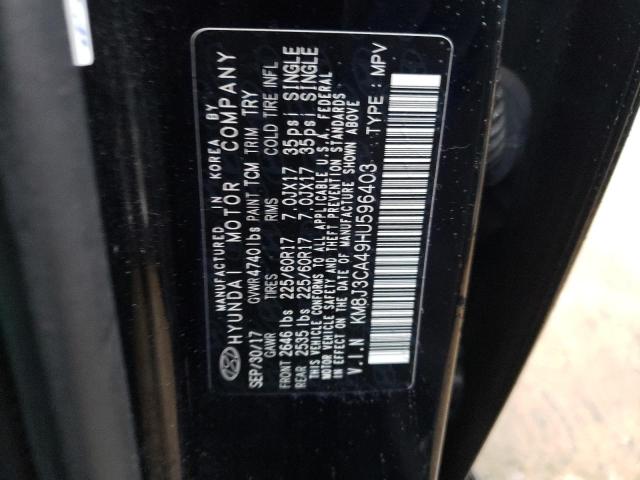 MANUFACTURED IN KOREA BY
HYUNDAI MOTOR COMPANY
SEP/30/17 GVWR 4740 lbs PAINT TCM TRIM TRY
GAWR TIRES RIMS COLD TIRE INFL
FRONT 2646 lbs 225/60R17 7.0JX17 35psi SINGLE
REAR 2535 lbs 225/60R17 7.0JX17 35psi SINGLE
THIS VEHICLE CONFORMS TO ALL APPLICABLE U.S.A. FEDERAL
MOTOR VEHICLE SAFETY AND THEFT PREVENTION STANDARDS
IN EFFECT ON THE DATE OF MANUFACTURE SHOWN ABOVE
V.I.N : KM8J3CA49HU596403 TYPE : MPV